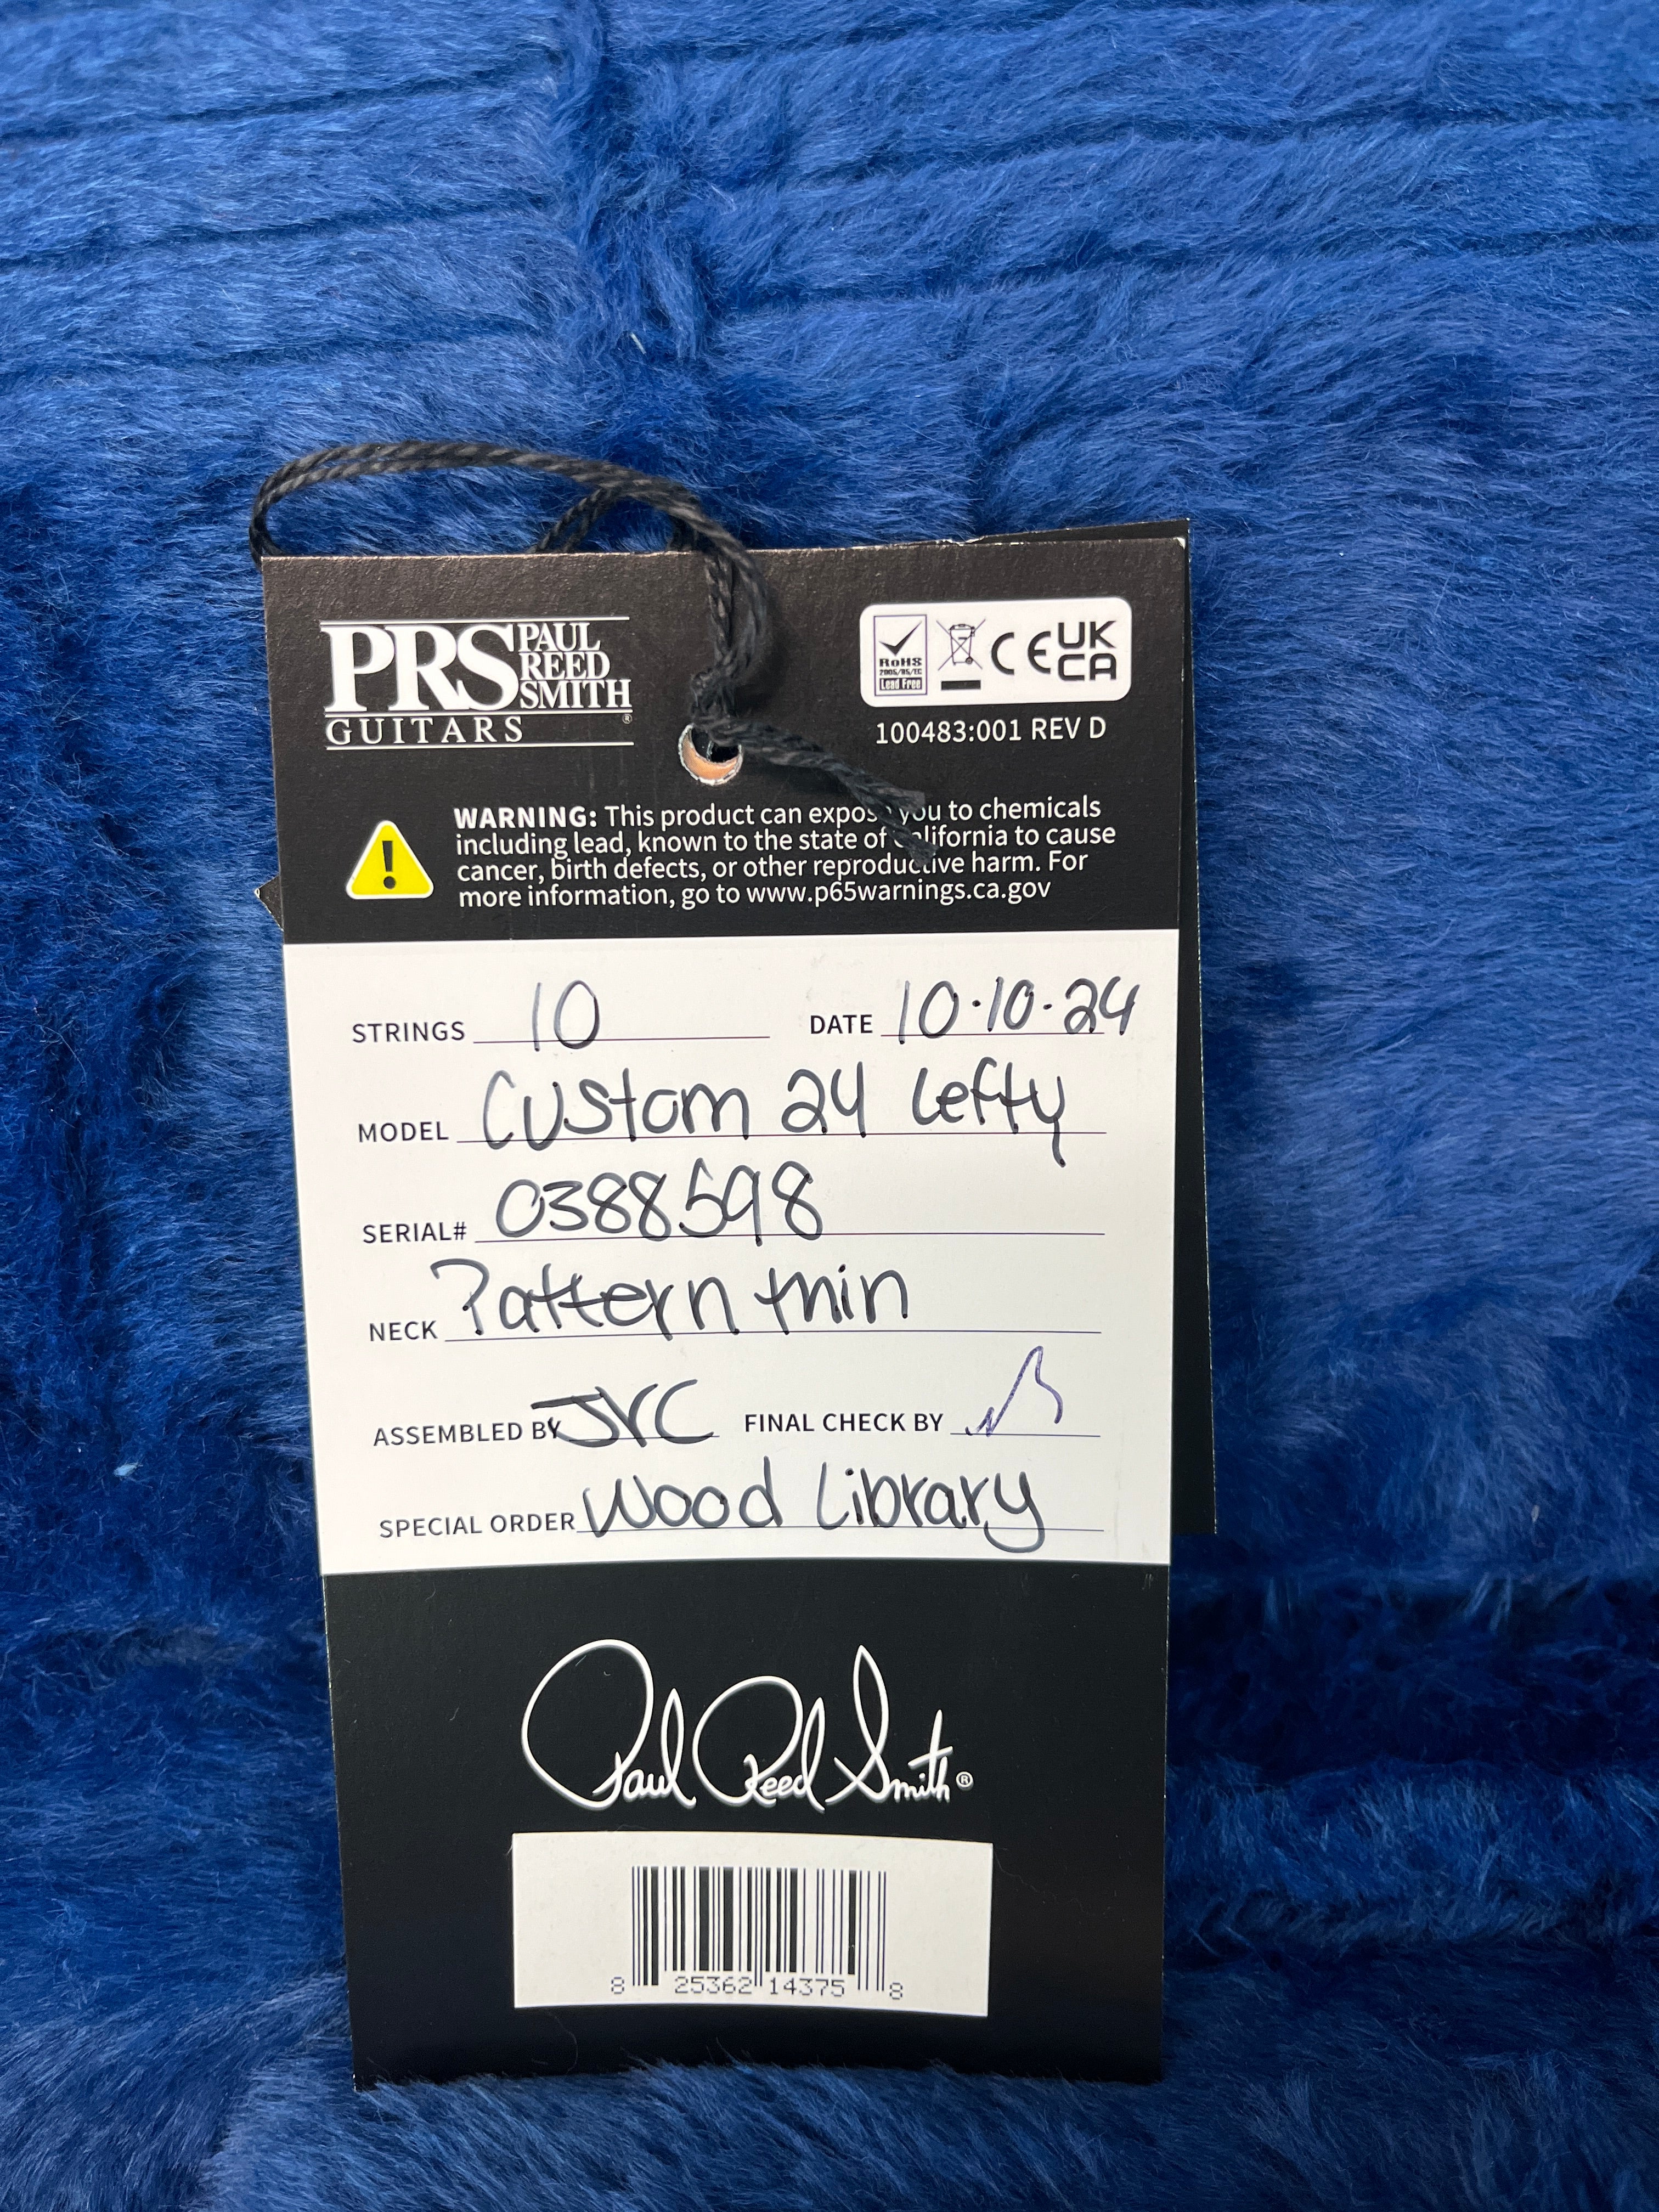 PRS PAUL REED SMITH
GUITARS ®
RoHS
2005/95/EC
Lead Free
CE UK CA
100483:001 REV D
WARNING: This product can expose you to chemicals
including lead, known to the state of California to cause
cancer, birth defects, or other reproductive harm. For
more information, go to www.p65warnings.ca.gov
STRINGS 10 DATE 10·10·24
MODEL Custom 24 Lefty
SERIAL# 0388598
NECK Pattern thin
ASSEMBLED BY JYC FINAL CHECK BY
SPECIAL ORDER Wood Library
Paul Reed Smith ®
8 25362 14375 8